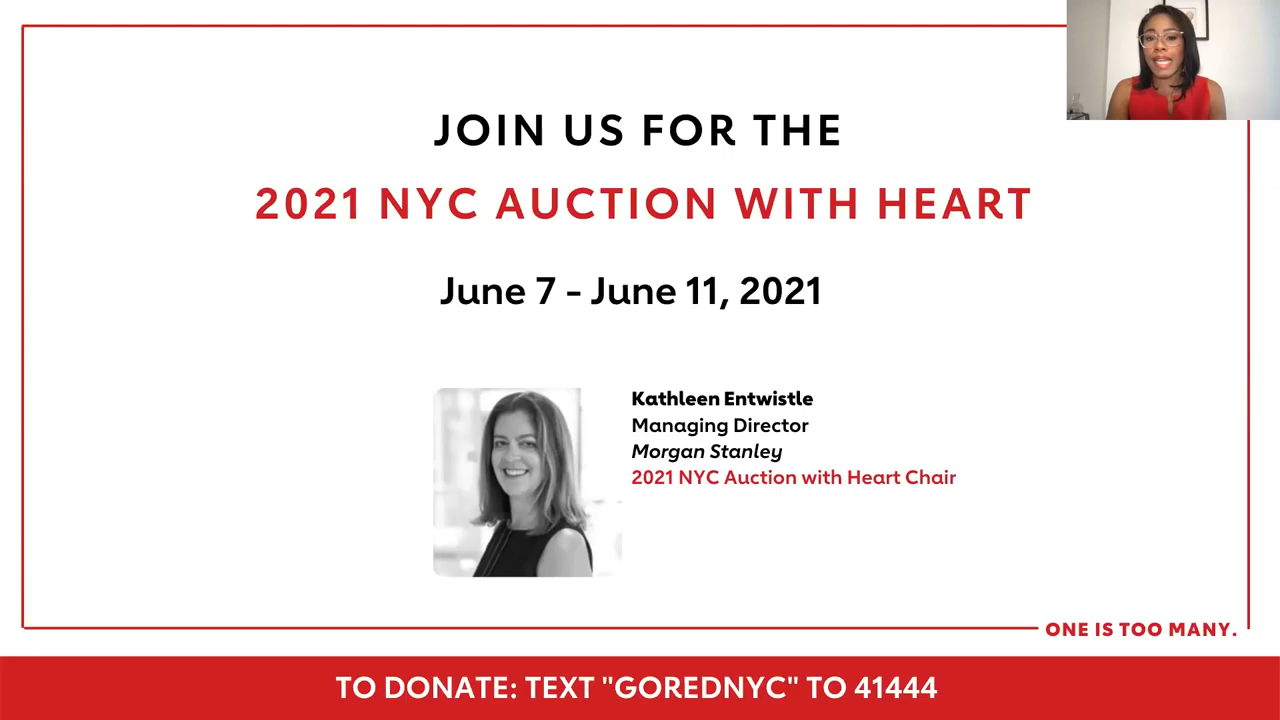 JOIN US FOR THE
2021 NYC AUCTION WITH HEART
June 7 - June 11, 2021
Kathleen Entwistle
Managing Director
Morgan Stanley
2021 NYC Auction with Heart Chair
ONE IS TOO MANY.
TO DONATE: TEXT "GOREDNYC" TO 41444